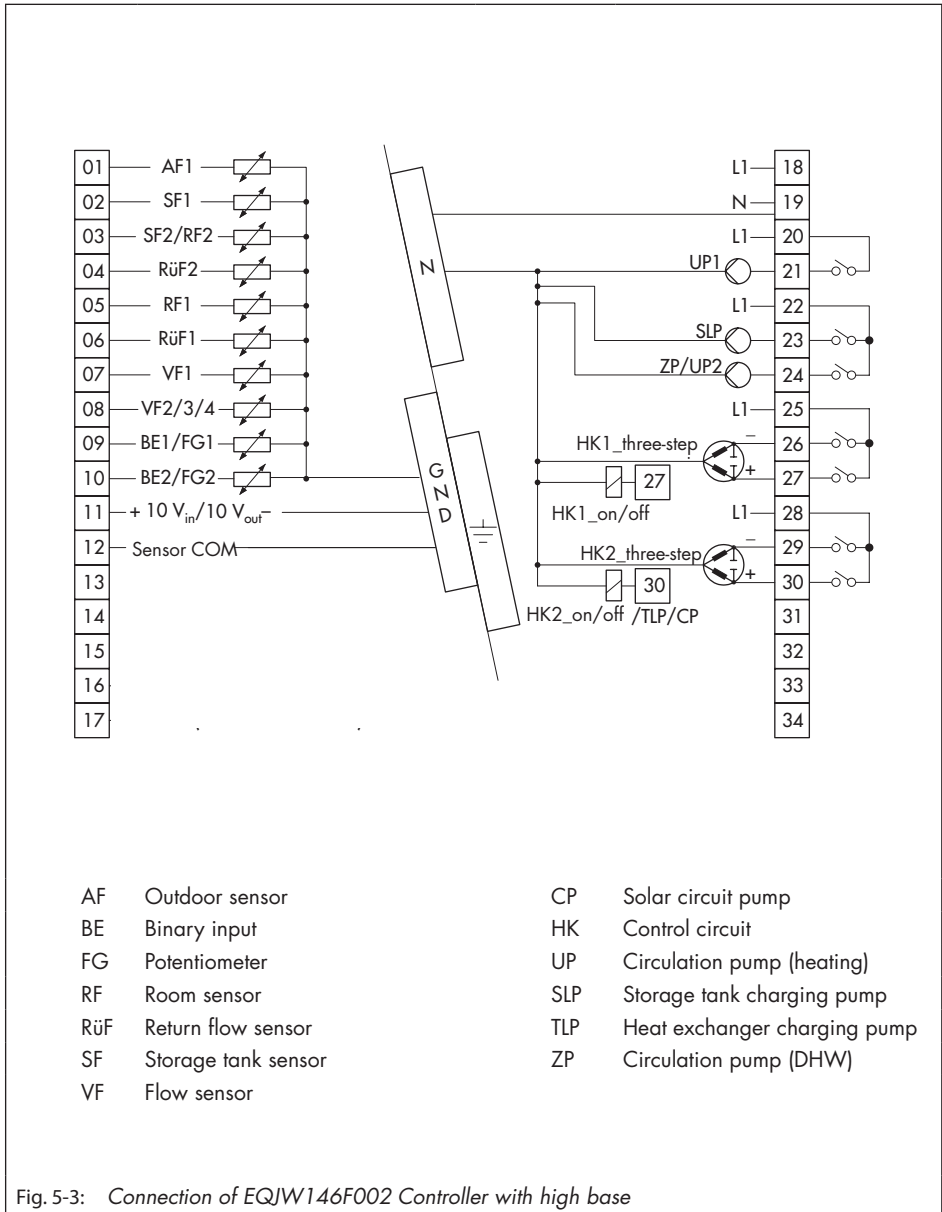 01 AF1
02 SF1
03 SF2/RF2
04 RüF2
05 RF1
06 RüF1
07 VF1
08 VF2/3/4
09 BE1/FG1
10 BE2/FG2
11 + 10 Vin/10 Vout–
12 Sensor COM
13
14
15
16
17
N
GND
L1 18
N 19
L1 20
UP1 21
L1 22
SLP 23
ZP/UP2 24
L1 25
HK1_three-step – 26
+ 27
27
HK1_on/off
L1 28
HK2_three-step – 29
+ 30
30
HK2_on/off /TLP/CP
31
32
33
34
AF Outdoor sensor
BE Binary input
FG Potentiometer
RF Room sensor
RüF Return flow sensor
SF Storage tank sensor
VF Flow sensor
CP Solar circuit pump
HK Control circuit
UP Circulation pump (heating)
SLP Storage tank charging pump
TLP Heat exchanger charging pump
ZP Circulation pump (DHW)
Fig. 5-3: Connection of EQJW146F002 Controller with high base